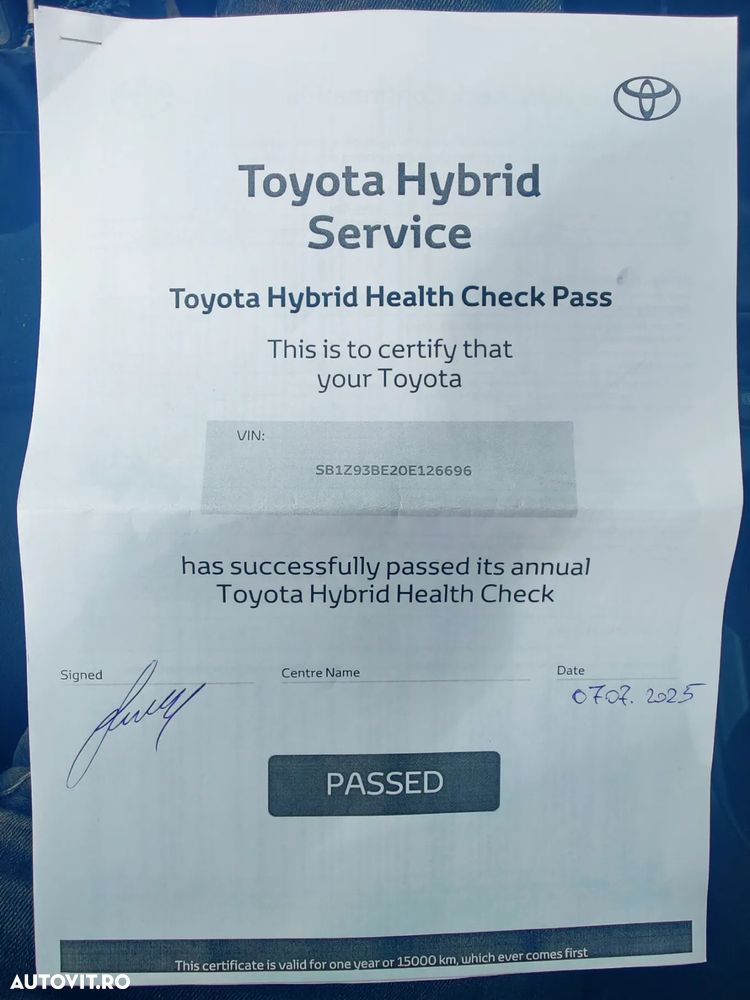 Toyota Hybrid
Service
Toyota Hybrid Health Check Pass
This is to certify that
your Toyota
VIN:
SB1Z93BE20E126696
has successfully passed its annual
Toyota Hybrid Health Check
Signed
Centre Name
Date
07.07.2025
PASSED
This certificate is valid for one year or 15000 km, which ever comes first
AUTOVIT.RO